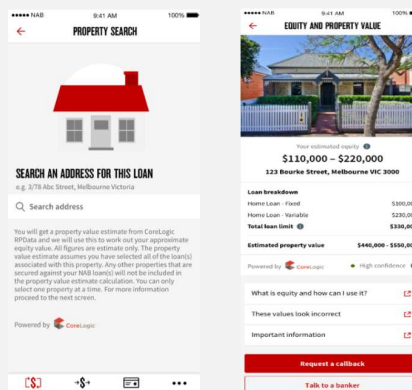 ●●●●● NAB 9:41 AM 100%
PROPERTY SEARCH
SEARCH AN ADDRESS FOR THIS LOAN
e.g. 3/78 Abc Street, Melbourne Victoria
Search address
You will get a property value estimate from CoreLogic
RPData and we will use this to work out your approximate
equity value. All figures are estimate only. The property
value estimate assumes you have selected all of the loan(s)
associated with this property. Any other properties that are
secured against your NAB loan(s) will not be included in
the property value estimate calculation. You can only
select one property at a time. For more information
proceed to the next screen.
Powered by CoreLogic
●●●●● NAB 9:41 AM 100%
EQUITY AND PROPERTY VALUE
Your estimated equity
$110,000 – $220,000
123 Bourke Street, Melbourne VIC 3000
Loan breakdown
Home Loan - Fixed $100,00
Home Loan - Variable $230,00
Total loan limit $330,00
Estimated property value $440,000 - $550,00
Powered by CoreLogic High confidence
What is equity and how can I use it?
These values look incorrect
Important information
Request a callback
Talk to a banker